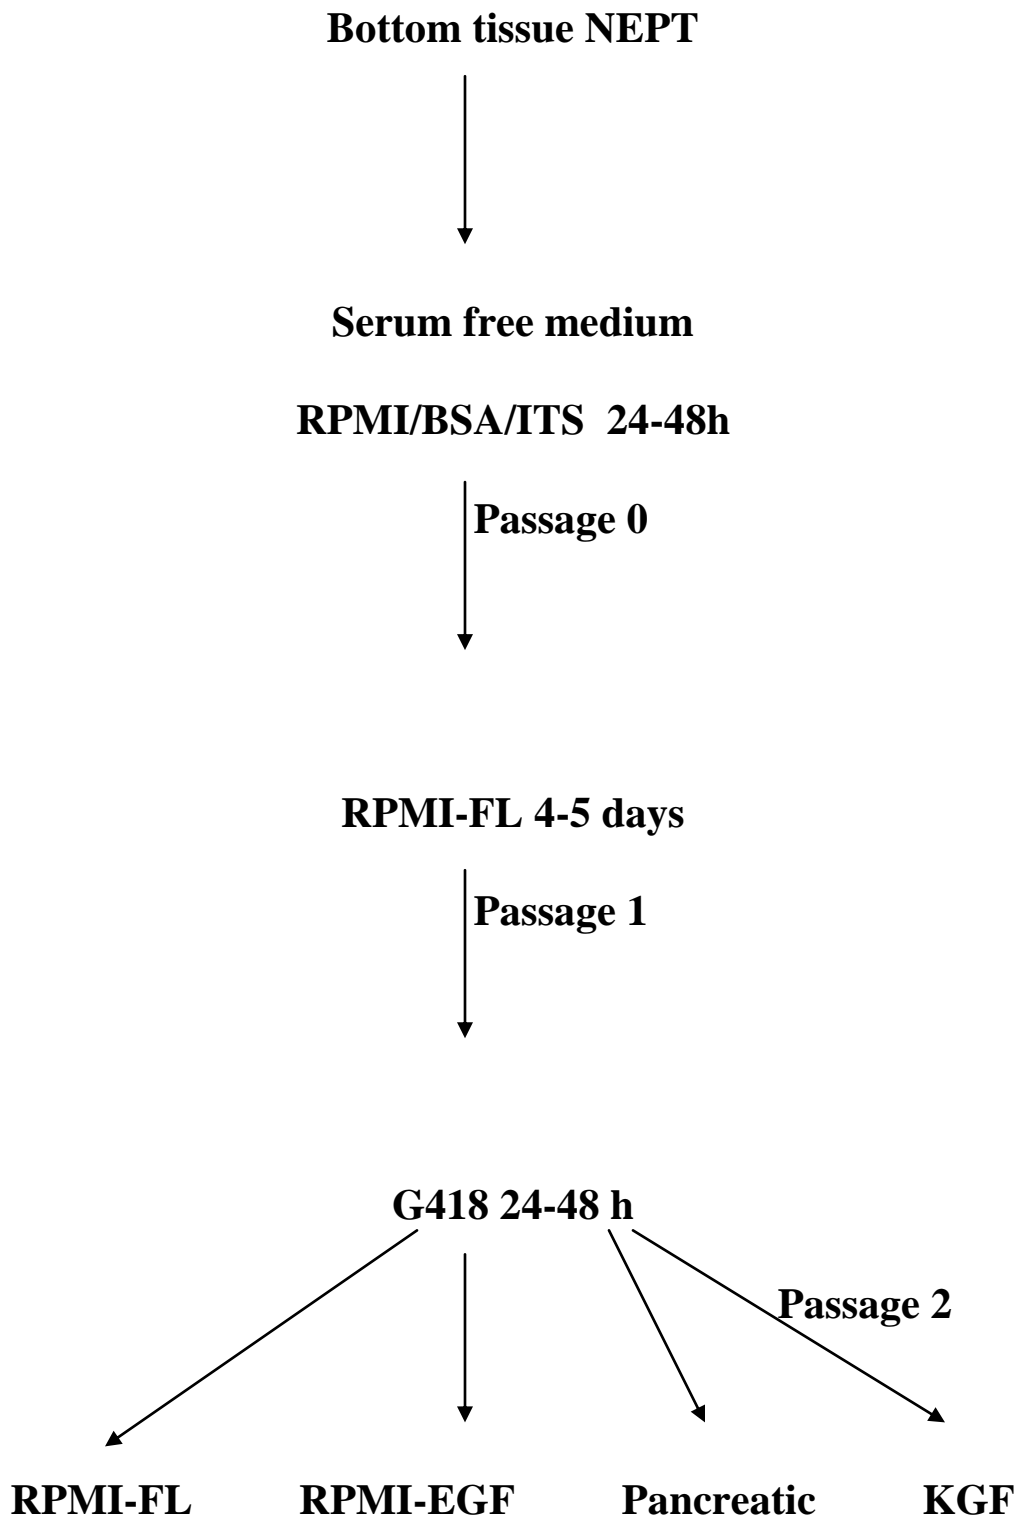 Bottom tissue NEPT
Serum free medium
RPMI/BSA/ITS 24-48h
Passage 0
RPMI-FL 4-5 days
Passage 1
G418 24-48 h
Passage 2
RPMI-FL RPMI-EGF Pancreatic KGF